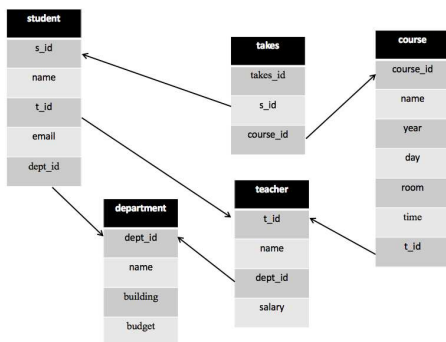 student
s_id
name
t_id
email
dept_id
takes
takes_id
s_id
course_id
course
course_id
name
year
day
room
time
t_id
department
dept_id
name
building
budget
teacher
t_id
name
dept_id
salary